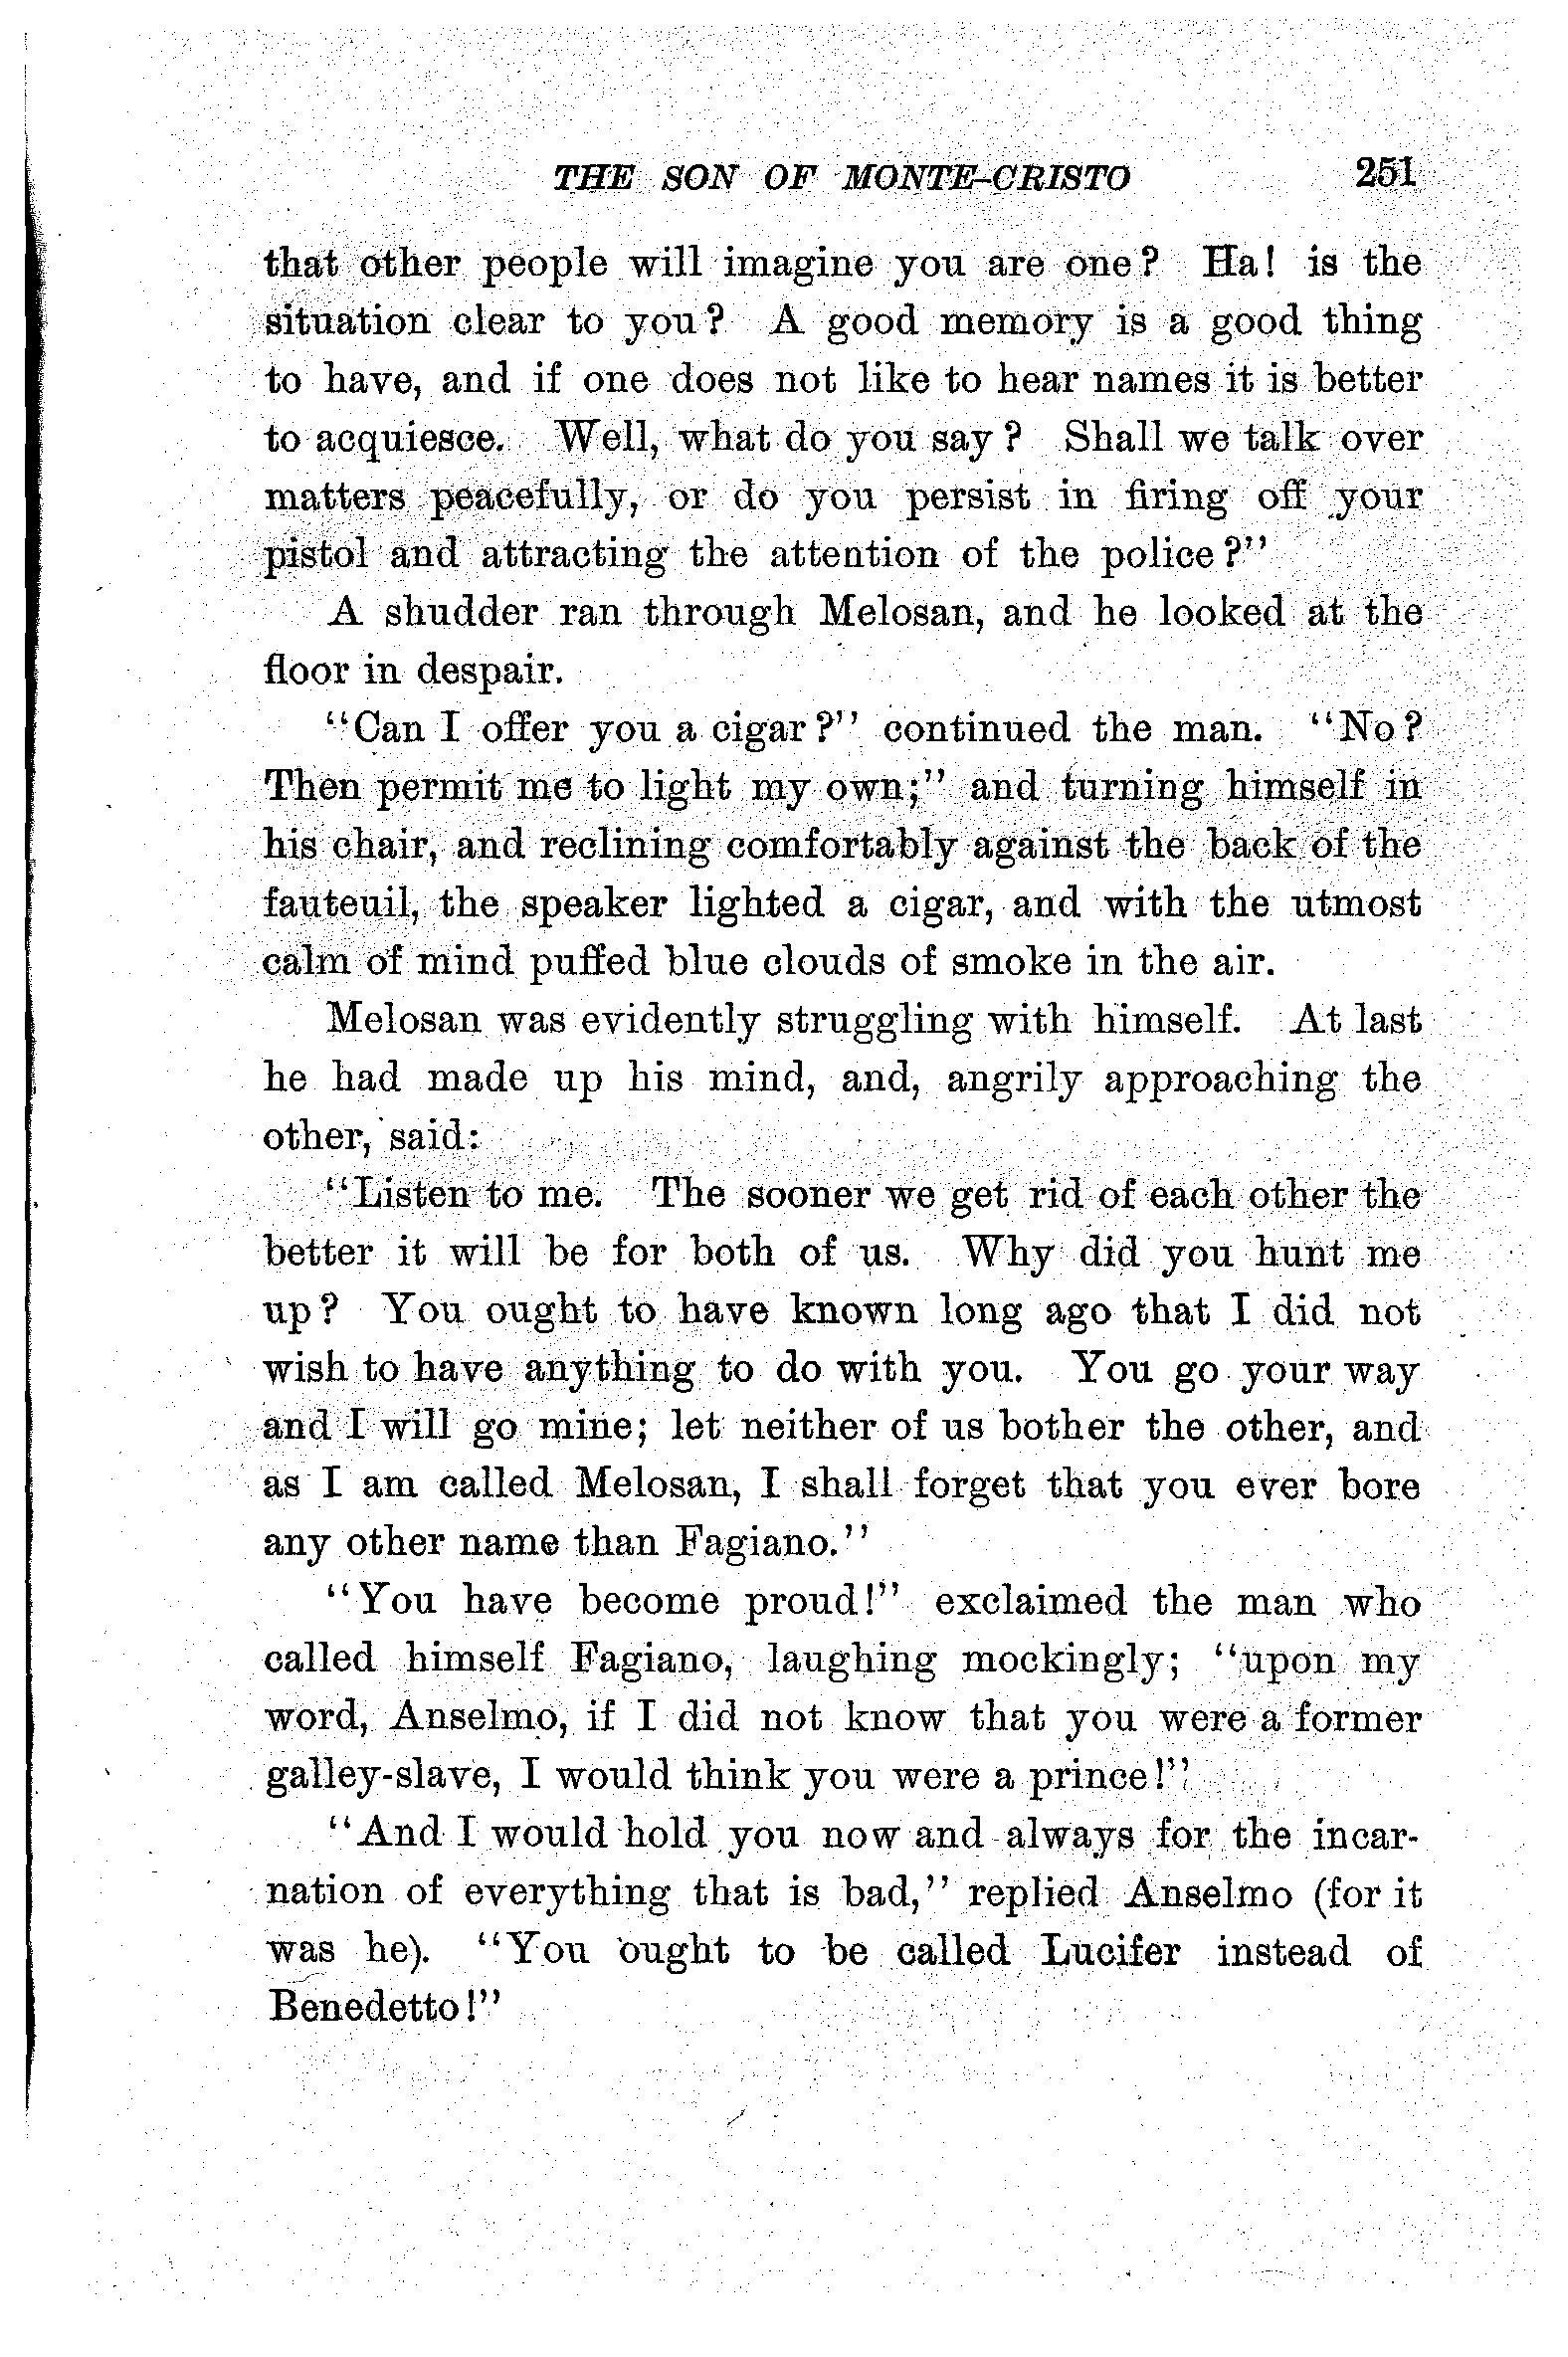 THE SON OF MONTE-CRISTO 251
that other people will imagine you are one? Ha! is the
situation clear to you? A good memory is a good thing
to have, and if one does not like to hear names it is better
to acquiesce. Well, what do you say? Shall we talk over
matters peacefully, or do you persist in firing off your
pistol and attracting the attention of the police?"
A shudder ran through Melosan, and he looked at the
floor in despair.
"Can I offer you a cigar?" continued the man. "No?
Then permit me to light my own;" and turning himself in
his chair, and reclining comfortably against the back of the
fauteuil, the speaker lighted a cigar, and with the utmost
calm of mind puffed blue clouds of smoke in the air.
Melosan was evidently struggling with himself. At last
he had made up his mind, and, angrily approaching the
other, said:
"Listen to me. The sooner we get rid of each other the
better it will be for both of us. Why did you hunt me
up? You ought to have known long ago that I did not
wish to have anything to do with you. You go your way
and I will go mine; let neither of us bother the other, and
as I am called Melosan, I shall forget that you ever bore
any other name than Fagiano."
"You have become proud!" exclaimed the man who
called himself Fagiano, laughing mockingly; "upon my
word, Anselmo, if I did not know that you were a former
galley-slave, I would think you were a prince!"
"And I would hold you now and always for the incar-
nation of everything that is bad," replied Anselmo (for it
was he). "You ought to be called Lucifer instead of
Benedetto!"